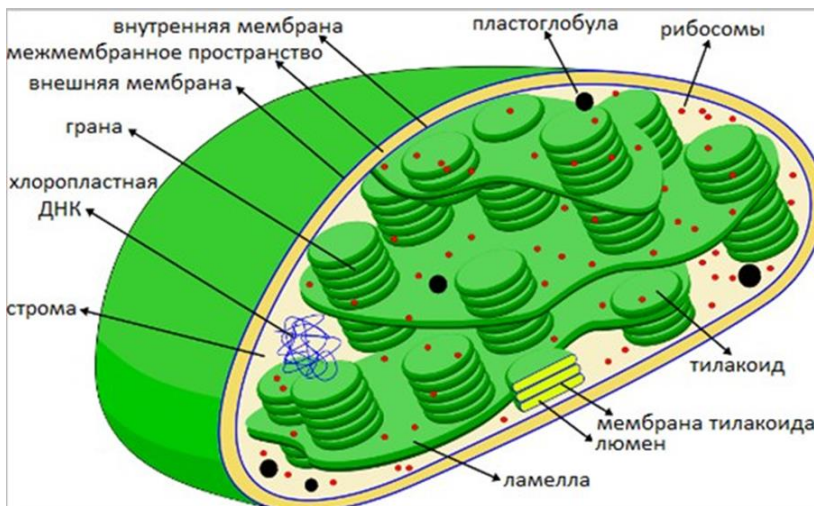 внутренняя мембрана
межмембранное пространство
внешняя мембрана
грана
хлоропластная
ДНК
строма
пластоглобула
рибосомы
тилакоид
мембрана тилакоида
люмен
ламелла